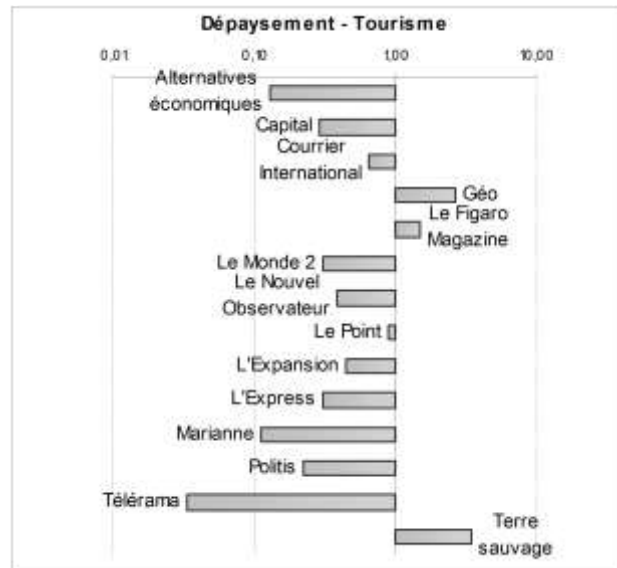 Dépaysement - Tourisme
0,01 0,10 1,00 10,00
Alternatives
économiques
Capital
Courrier
International
Géo
Le Figaro
Magazine
Le Monde 2
Le Nouvel
Observateur
Le Point
L'Expansion
L'Express
Marianne
Politis
Télérama
Terre
sauvage